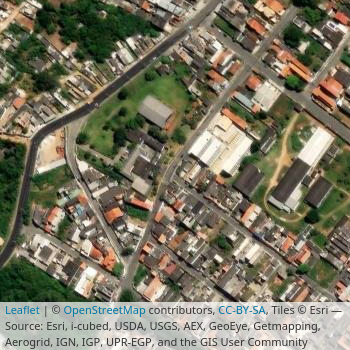 Leaflet | © OpenStreetMap contributors, CC-BY-SA, Tiles © Esri —
Source: Esri, i-cubed, USDA, USGS, AEX, GeoEye, Getmapping,
Aerogrid, IGN, IGP, UPR-EGP, and the GIS User Community